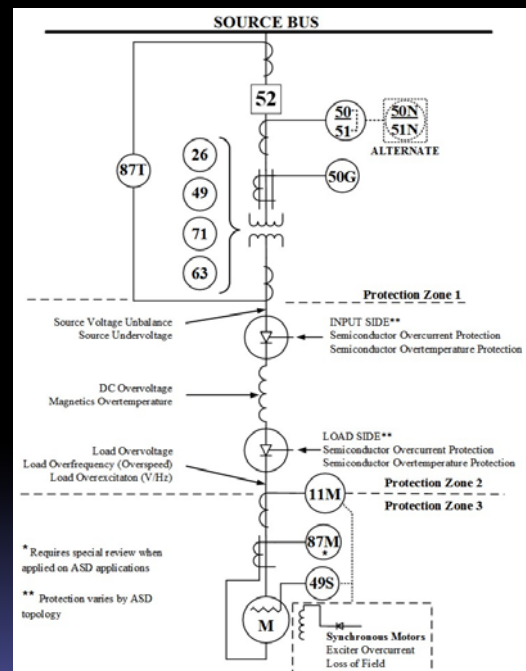 SOURCE BUS
52
50
51
50N
51N
ALTERNATE
87T
26
49
71
63
50G
Protection Zone 1
Source Voltage Unbalance
Source Undervoltage
INPUT SIDE**
Semiconductor Overcurrent Protection
Semiconductor Overtemperature Protection
DC Overvoltage
Magnetics Overtemperature
Load Overvoltage
Load Overfrequency (Overspeed)
Load Overexcitaton (V/Hz)
LOAD SIDE**
Semiconductor Overcurrent Protection
Semiconductor Overtemperature Protection
Protection Zone 2
Protection Zone 3
11M
87M
*
49S
M
* Requires special review when
applied on ASD applications
** Protection varies by ASD
topology
Synchronous Motors
Exciter Overcurrent
Loss of Field